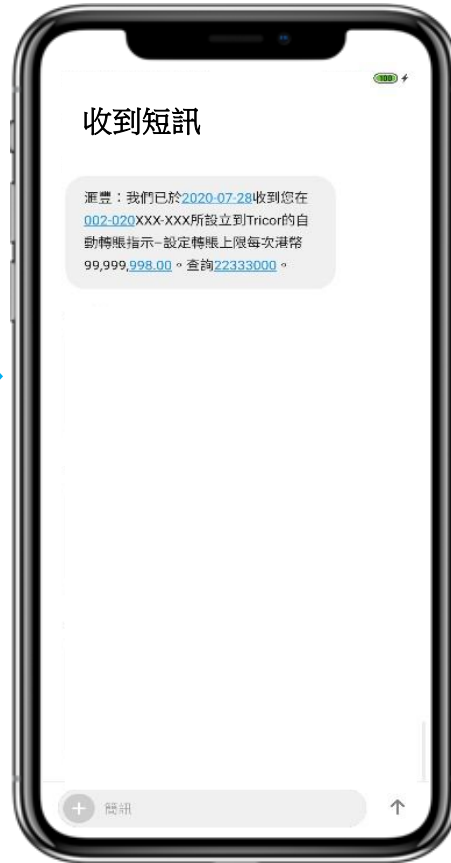 100
收到短訊
滙豐：我們已於2020-07-28收到您在
002-020XXX-XXX所設立到Tricor的自
動轉賬指示–設定轉賬上限每次港幣
99,999,998.00。查詢22333000。
簡訊